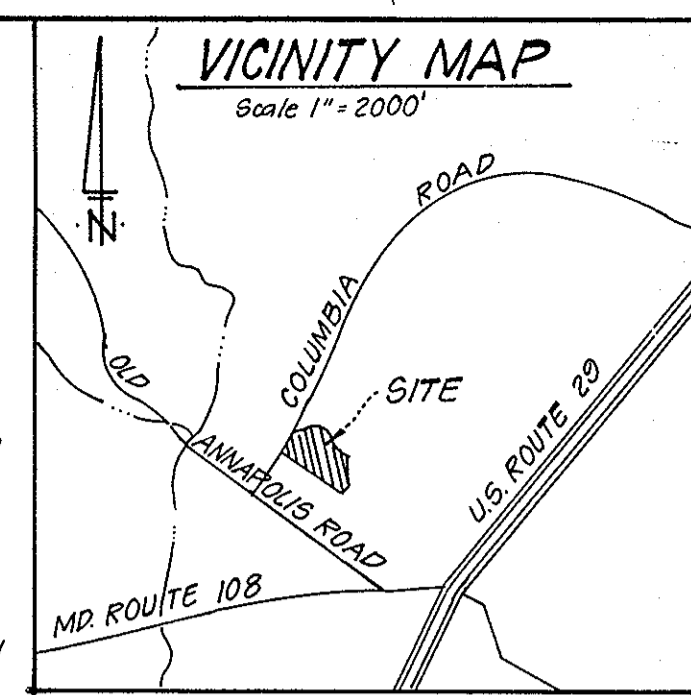 VICINITY MAP
Scale 1" = 2000'
N
COLUMBIA ROAD
OLD ANNAPOLIS ROAD
SITE
U.S. ROUTE 29
MD. ROUTE 108